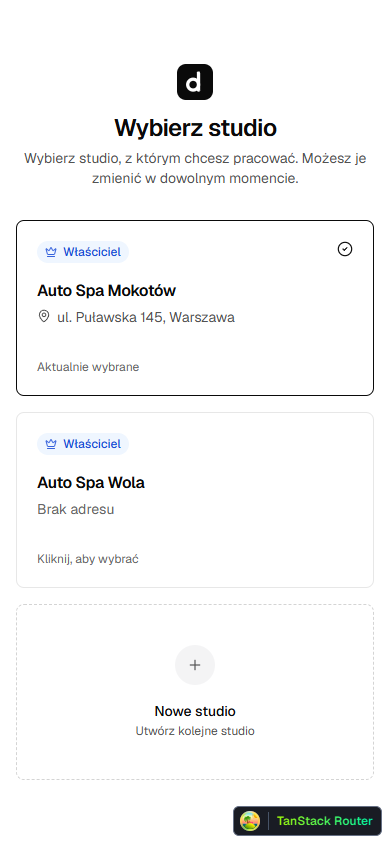 d
Wybierz studio
Wybierz studio, z którym chcesz pracować. Możesz je
zmienić w dowolnym momencie.
Właściciel
Auto Spa Mokotów
ul. Puławska 145, Warszawa
Aktualnie wybrane
Właściciel
Auto Spa Wola
Brak adresu
Kliknij, aby wybrać
Nowe studio
Utwórz kolejne studio
TanStack Router